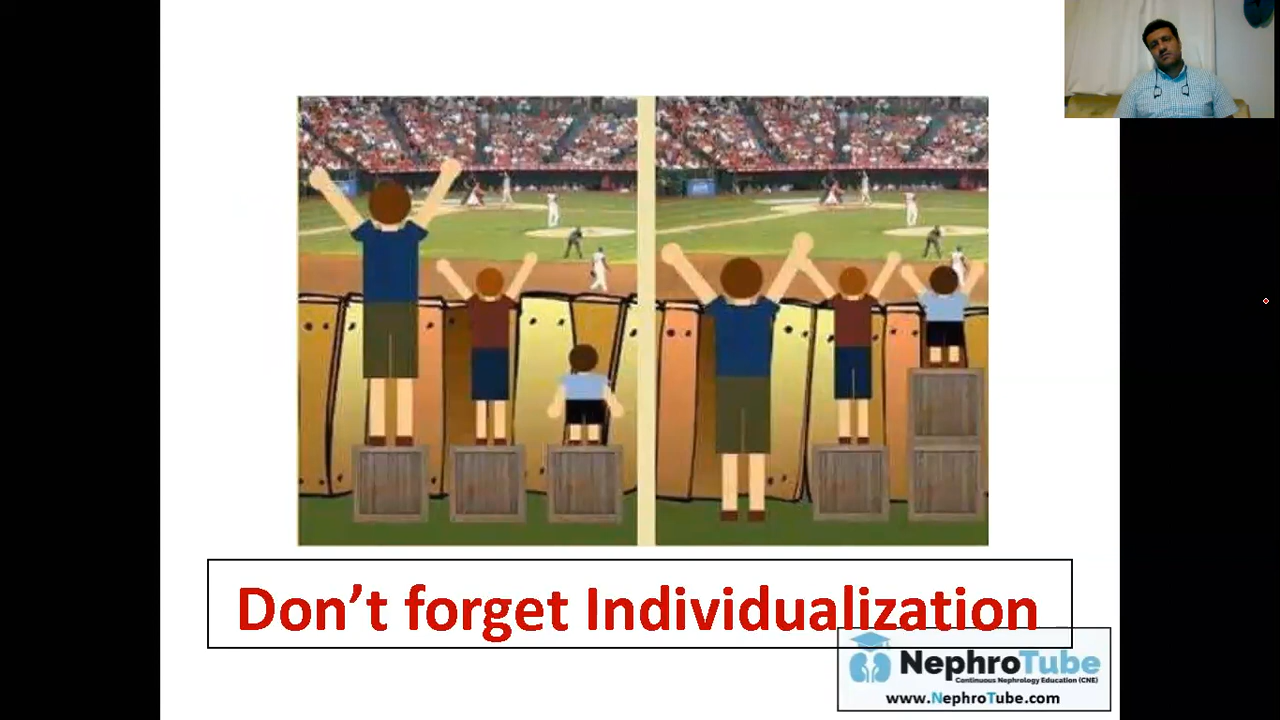 Don’t forget Individualization
NephroTube
Continuous Nephrology Education (CNE)
www.NephroTube.com